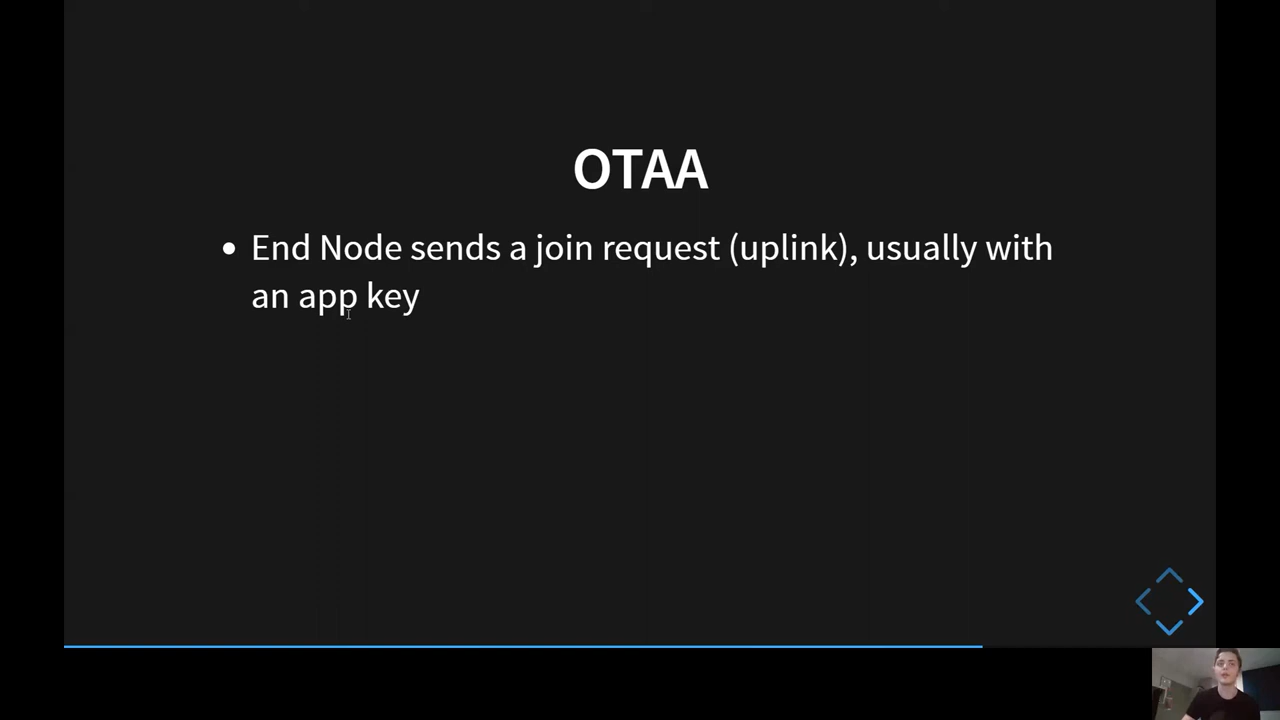 OTAA
• End Node sends a join request (uplink), usually with
an app key